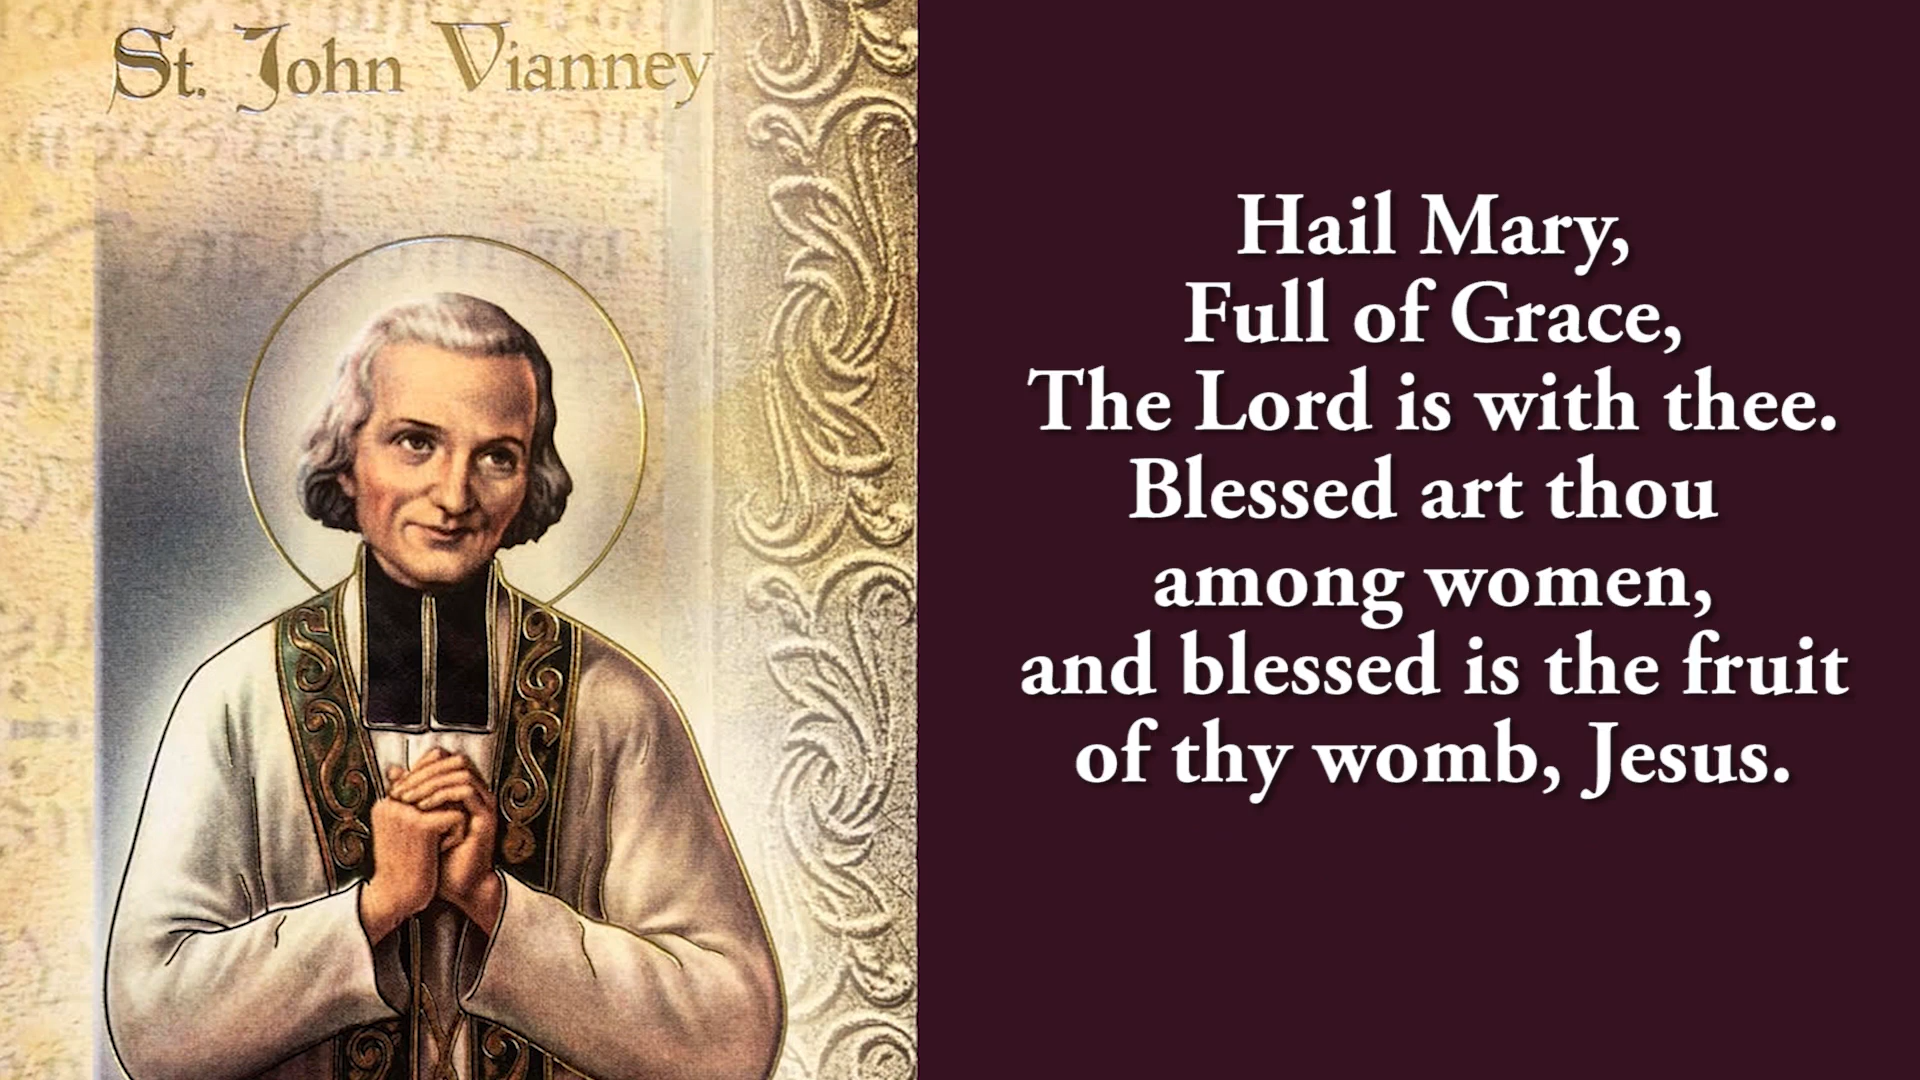 St. John Vianney
Hail Mary,
Full of Grace,
The Lord is with thee.
Blessed art thou
among women,
and blessed is the fruit
of thy womb, Jesus.